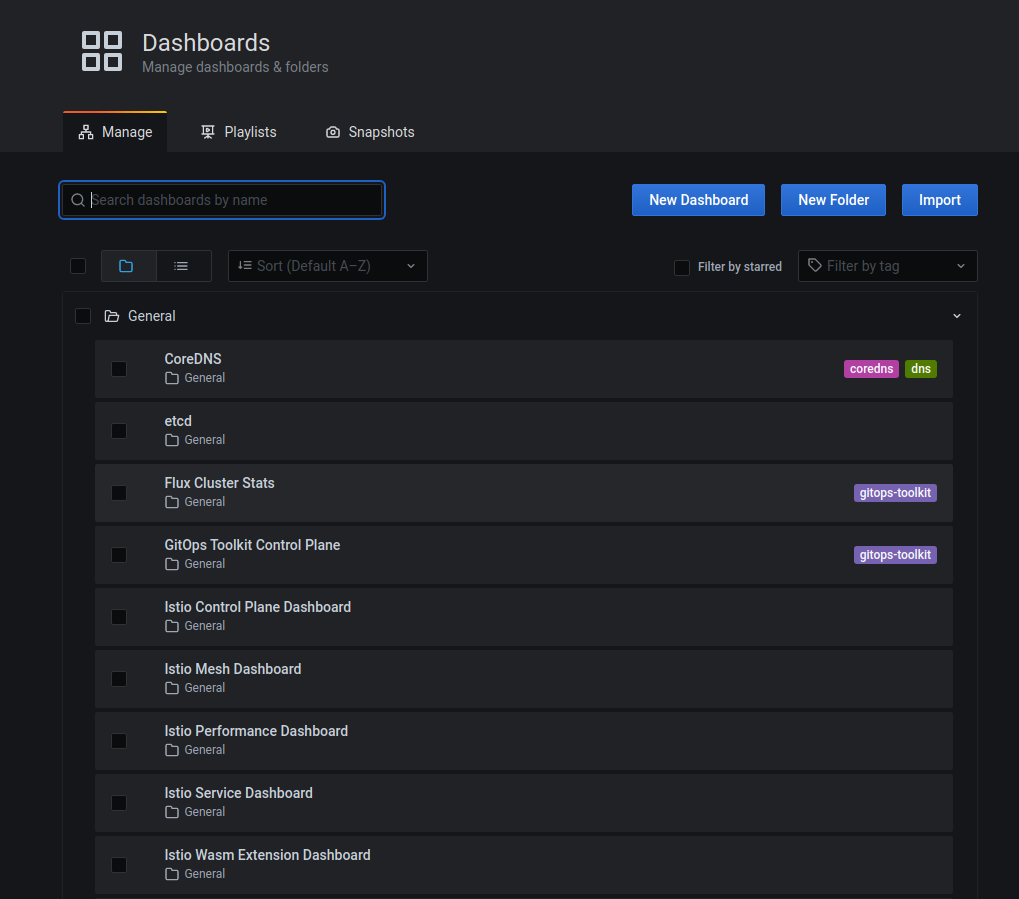 Dashboards
Manage dashboards & folders
Manage
Playlists
Snapshots
Search dashboards by name
New Dashboard
New Folder
Import
Sort (Default A–Z)
Filter by starred
Filter by tag
General
CoreDNS
General
coredns
dns
etcd
General
Flux Cluster Stats
General
gitops-toolkit
GitOps Toolkit Control Plane
General
gitops-toolkit
Istio Control Plane Dashboard
General
Istio Mesh Dashboard
General
Istio Performance Dashboard
General
Istio Service Dashboard
General
Istio Wasm Extension Dashboard
General